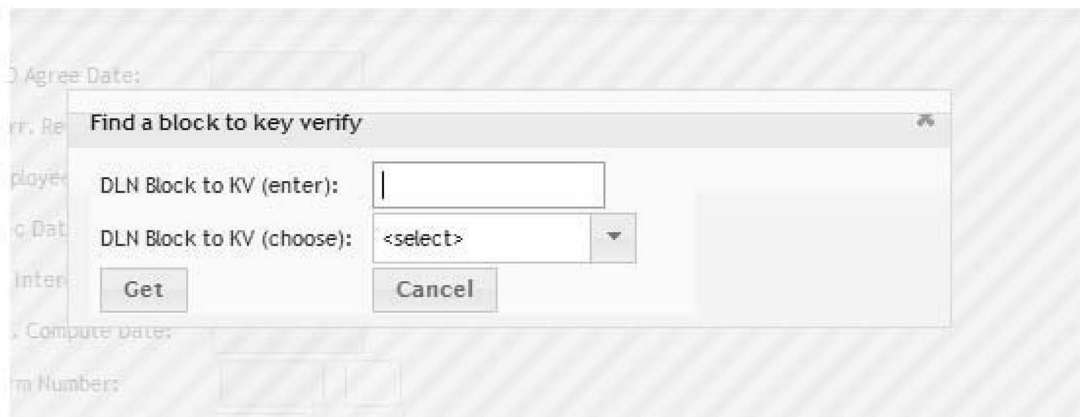 Agree Date:
Find a block to key verify
DLN Block to KV (enter):
DLN Block to KV (choose):
<select>
Get
Cancel
Compute Date:
Number: